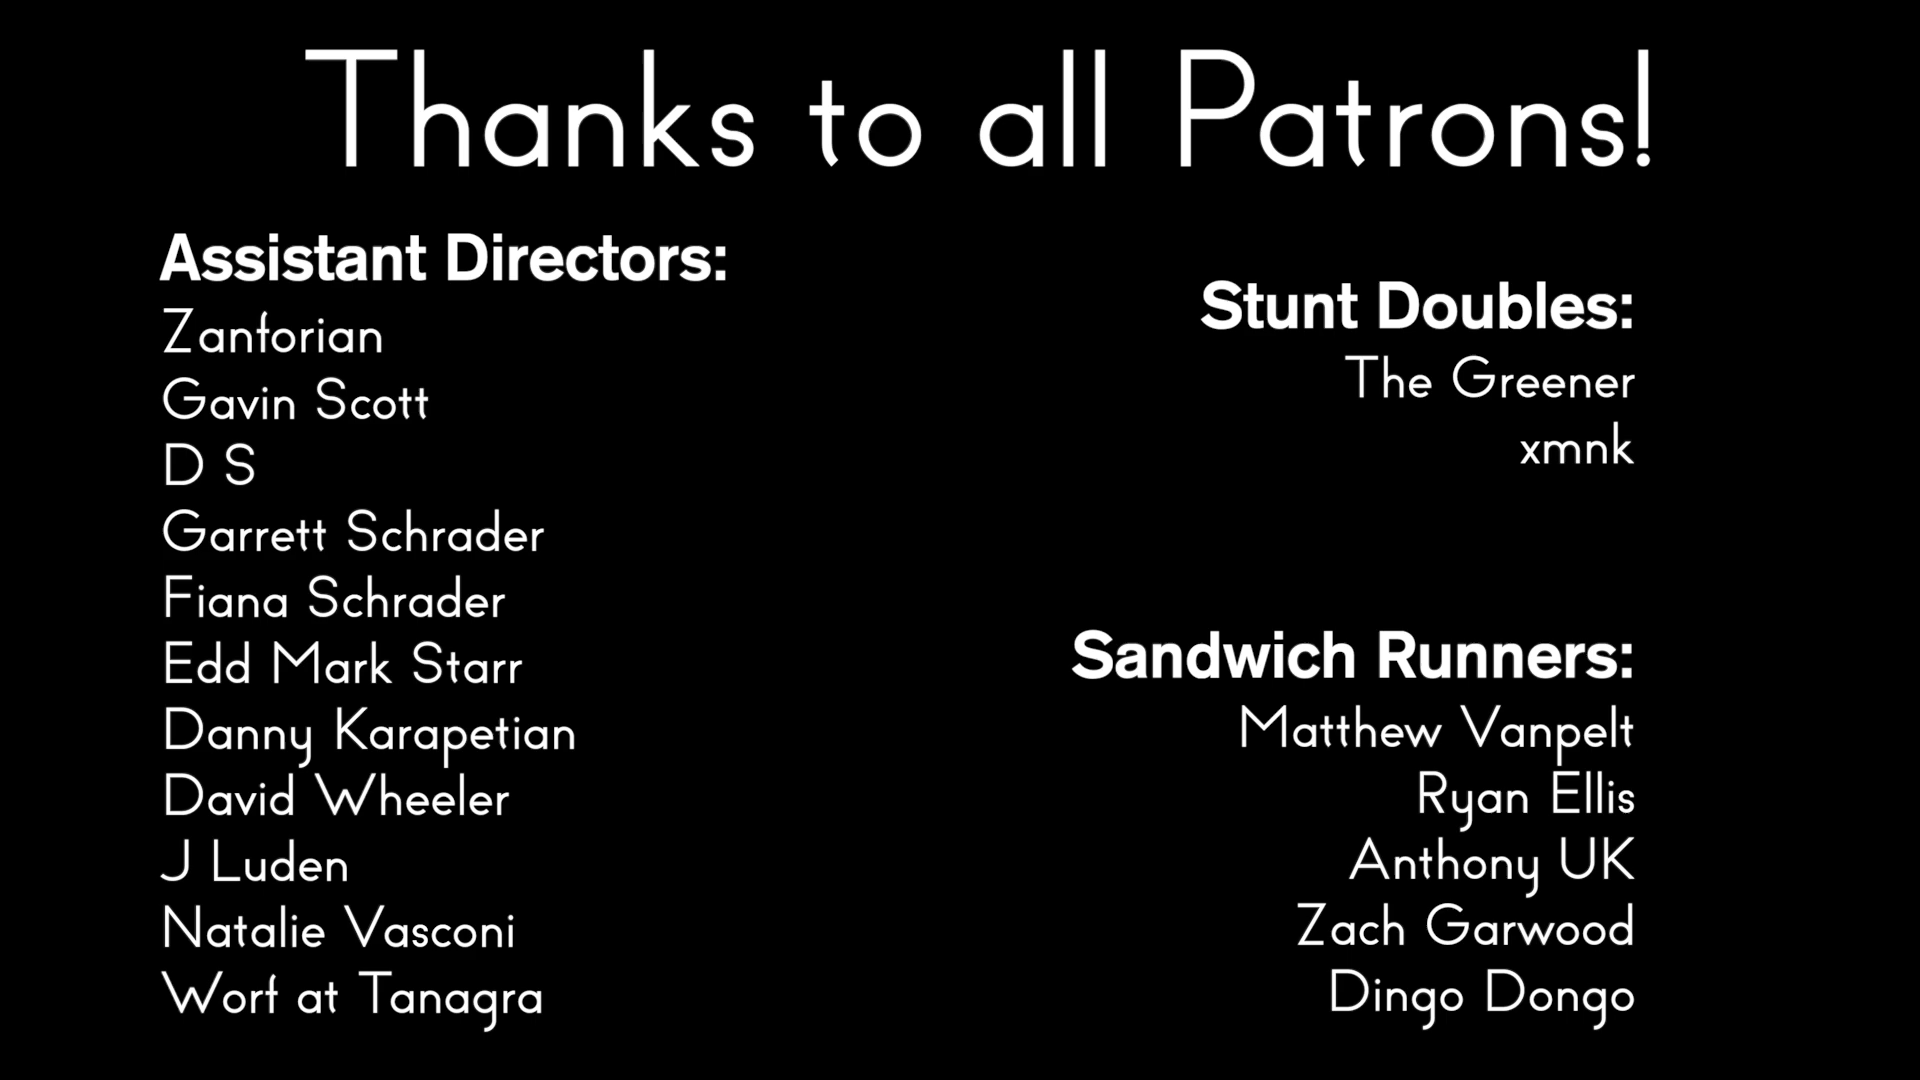 Thanks to all Patrons!
Assistant Directors:
Zanforian
Gavin Scott
D S
Garrett Schrader
Fiana Schrader
Edd Mark Starr
Danny Karapetian
David Wheeler
J Luden
Natalie Vasconi
Worf at Tanagra
Stunt Doubles:
The Greener
xmnk
Sandwich Runners:
Matthew Vanpelt
Ryan Ellis
Anthony UK
Zach Garwood
Dingo Dongo